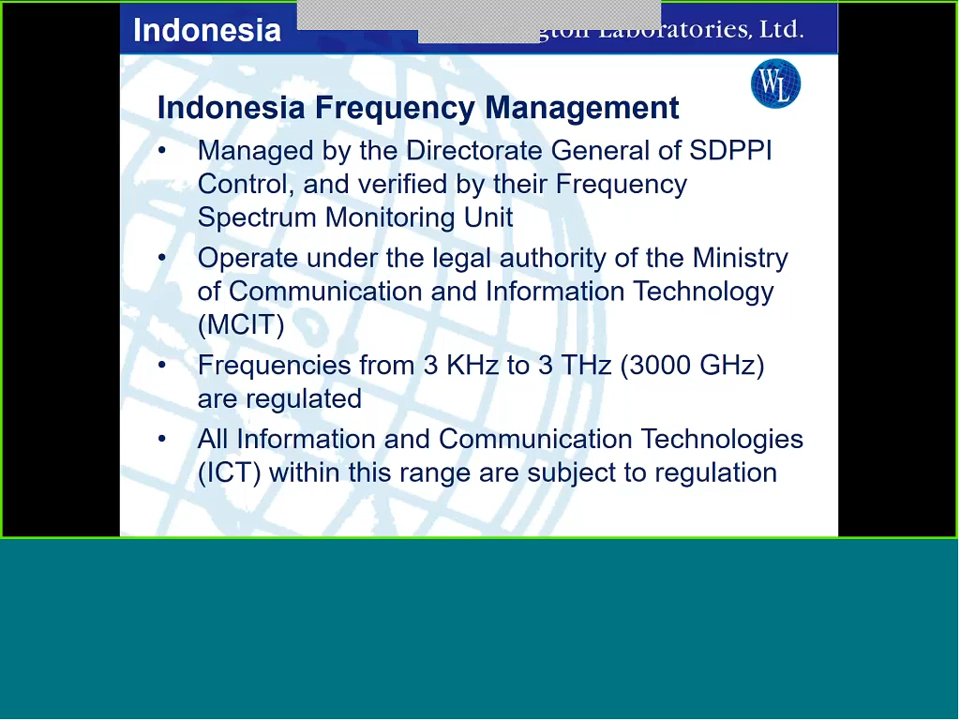 Indonesia
Laboratories, Ltd.
WL
Indonesia Frequency Management
• Managed by the Directorate General of SDPPI
Control, and verified by their Frequency
Spectrum Monitoring Unit
• Operate under the legal authority of the Ministry
of Communication and Information Technology
(MCIT)
• Frequencies from 3 KHz to 3 THz (3000 GHz)
are regulated
• All Information and Communication Technologies
(ICT) within this range are subject to regulation